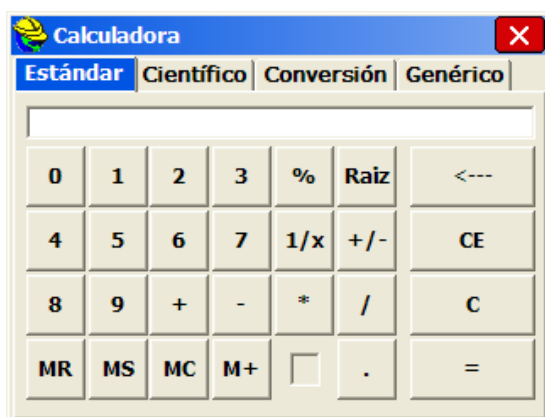 Calculadora
Estándar Científico Conversión Genérico
0 1 2 3 % Raiz <---
4 5 6 7 1/x +/- CE
8 9 + - * / C
MR MS MC M+ . =